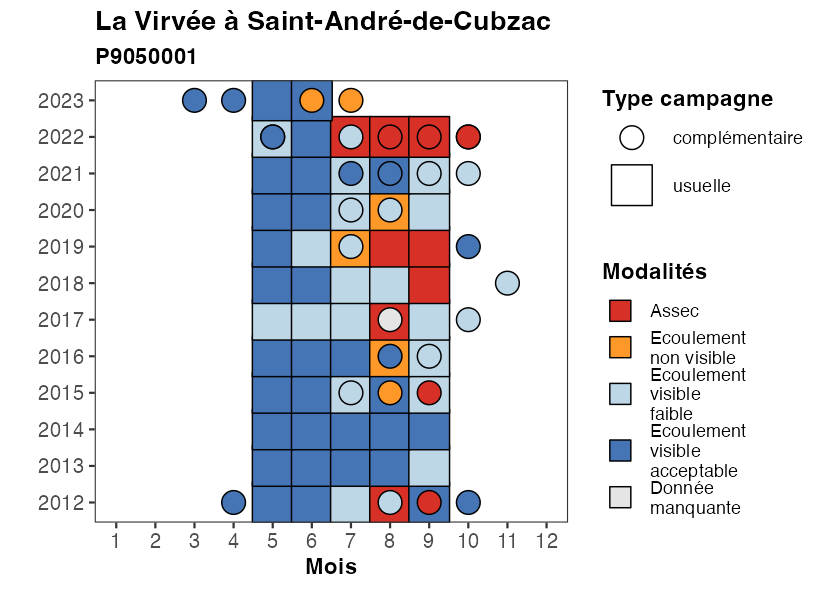 La Virvée à Saint-André-de-Cubzac
P9050001
2023
2022
2021
2020
2019
2018
2017
2016
2015
2014
2013
2012
1 2 3 4 5 6 7 8 9 10 11 12
Mois
Type campagne
complémentaire
usuelle
Modalités
Assec
Ecoulement
non visible
Ecoulement
visible
faible
Ecoulement
visible
acceptable
Donnée
manquante